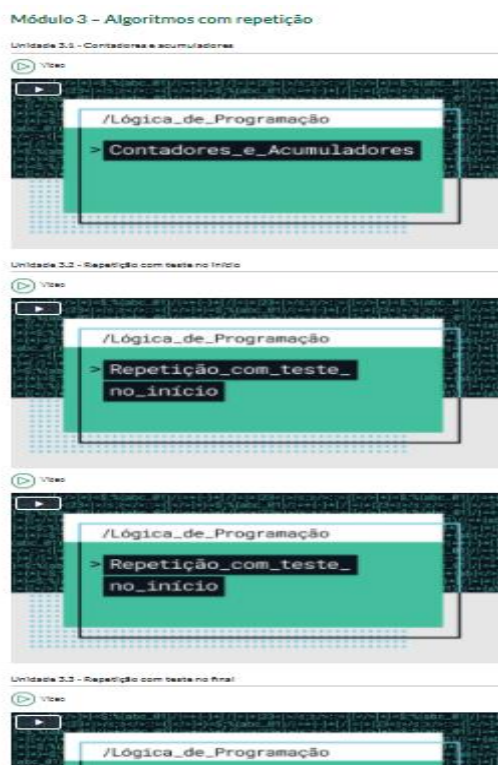 Módulo 3 – Algoritmos com repetição
Unidade 3.1 - Contadores e acumuladores
Vídeo
/Lógica_de_Programação
> Contadores_e_Acumuladores
Unidade 3.2 - Repetição com teste no início
Vídeo
/Lógica_de_Programação
> Repetição_com_teste_
no_início
Vídeo
/Lógica_de_Programação
> Repetição_com_teste_
no_início
Unidade 3.3 - Repetição com teste no final
Vídeo
/Lógica_de_Programação